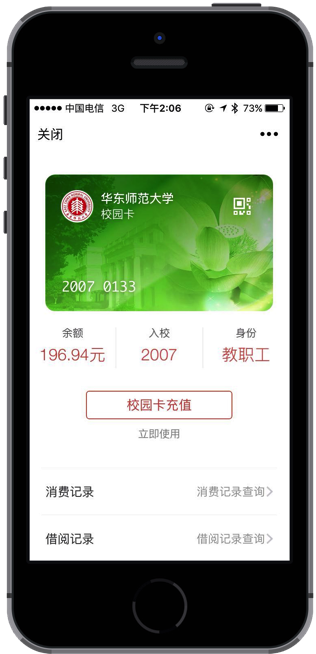 中国电信 3G 下午2:06 73%
关闭
华东师范大学
校园卡
2007 0133
余额 入校 身份
196.94元 2007 教职工
校园卡充值
立即使用
消费记录 消费记录查询
借阅记录 借阅记录查询